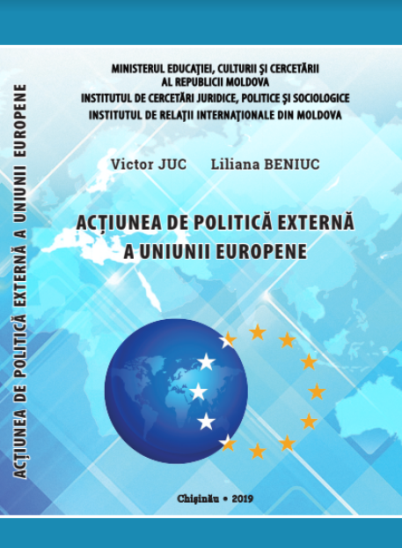 ACȚIUNEA DE POLITICĂ EXTERNĂ A UNIUNII EUROPENE
MINISTERUL EDUCAȚIEI, CULTURII ȘI CERCETĂRII
AL REPUBLICII MOLDOVA
INSTITUTUL DE CERCETĂRI JURIDICE, POLITICE ȘI SOCIOLOGICE
INSTITUTUL DE RELAȚII INTERNAȚIONALE DIN MOLDOVA
Victor JUC Liliana BENIUC
ACȚIUNEA DE POLITICĂ EXTERNĂ
A UNIUNII EUROPENE
Chișinău • 2019